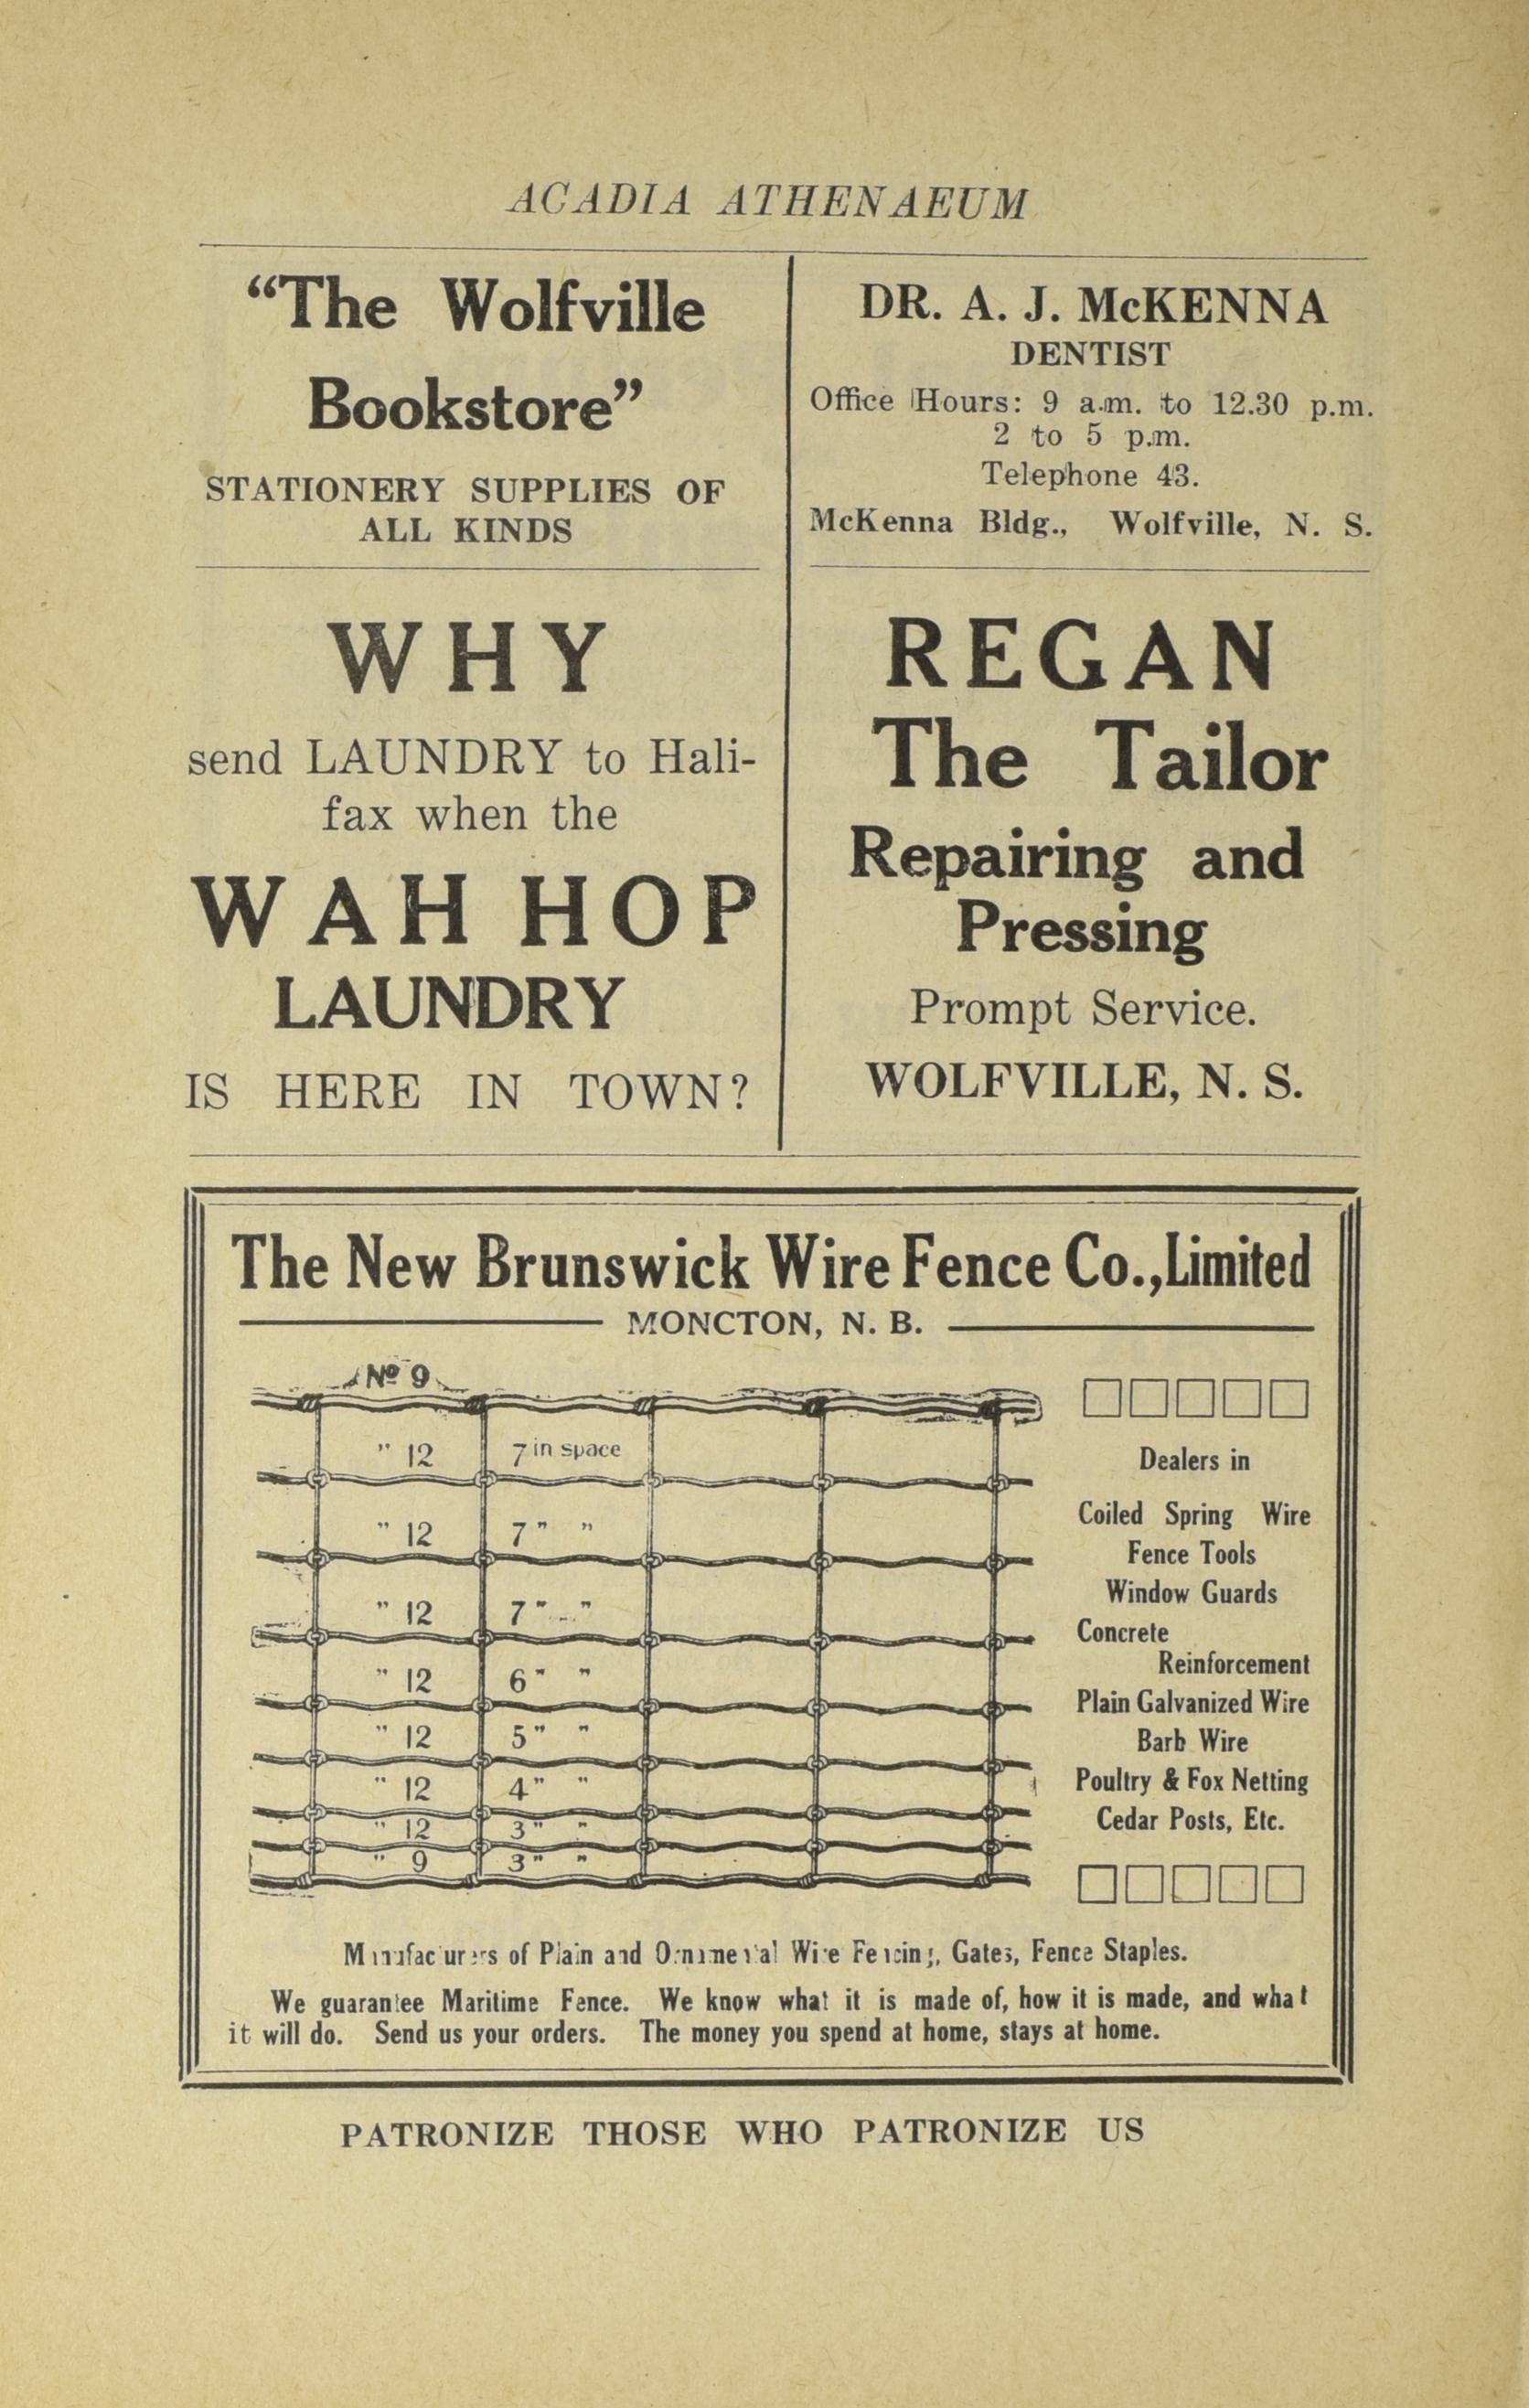 ACADIA ATHENAEUM
“The Wolfville
Bookstore”
STATIONERY SUPPLIES OF
ALL KINDS
DR. A. J. McKENNA
DENTIST
Office Hours: 9 a.m. to 12.30 p.m.
2 to 5 p.m.
Telephone 43.
McKenna Bldg., Wolfville, N. S.
WHY
send LAUNDRY to Hali-
fax when the
WAH HOP
LAUNDRY
IS HERE IN TOWN?
REGAN
The Tailor
Repairing and
Pressing
Prompt Service.
WOLFVILLE, N. S.
The New Brunswick Wire Fence Co., Limited
MONCTON, N. B.
No 9
" 12 7 in space
" 12 7 " "
" 12 7 " "
" 12 6 " "
" 12 5 " "
" 12 4 " "
" 12 3 " "
" 9 3 " "
Dealers in
Coiled Spring Wire
Fence Tools
Window Guards
Concrete
Reinforcement
Plain Galvanized Wire
Barb Wire
Poultry & Fox Netting
Cedar Posts, Etc.
Manufacturers of Plain and Ornamental Wire Fencing, Gates, Fence Staples.
We guarantee Maritime Fence. We know what it is made of, how it is made, and what
it will do. Send us your orders. The money you spend at home, stays at home.
PATRONIZE THOSE WHO PATRONIZE US